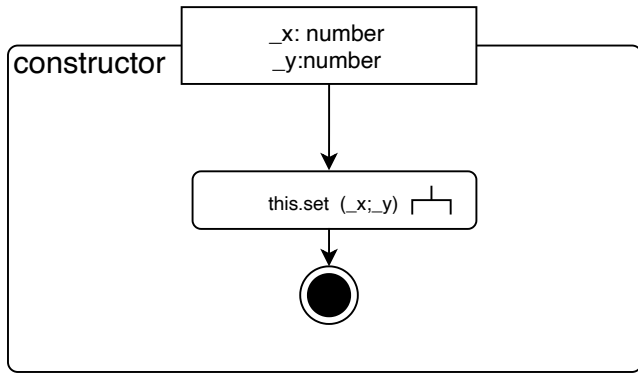 _x: number
_y:number
constructor
this.set (_x;_y)